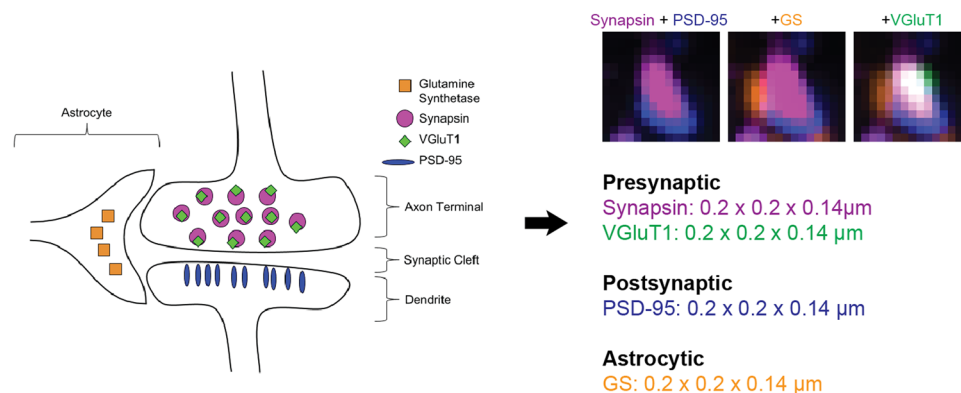 Astrocyte
Glutamine
Synthetase
Synapsin
VGluT1
PSD-95
Axon Terminal
Synaptic Cleft
Dendrite
Synapsin + PSD-95
+GS
+VGluT1
Presynaptic
Synapsin: 0.2 x 0.2 x 0.14µm
VGluT1: 0.2 x 0.2 x 0.14 µm
Postsynaptic
PSD-95: 0.2 x 0.2 x 0.14 µm
Astrocytic
GS: 0.2 x 0.2 x 0.14 µm